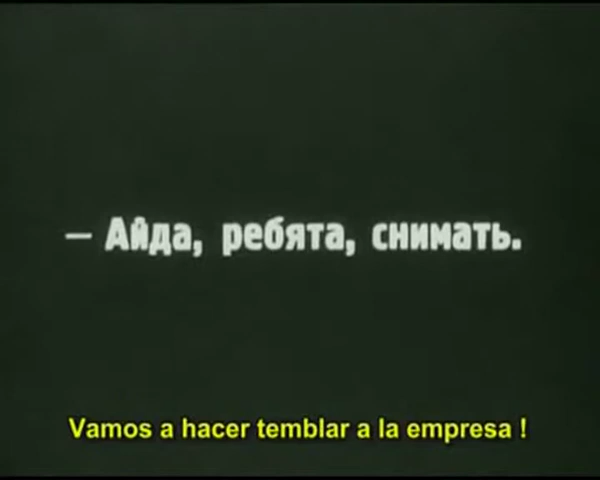 — Айда, ребята, снимать.
Vamos a hacer temblar a la empresa !